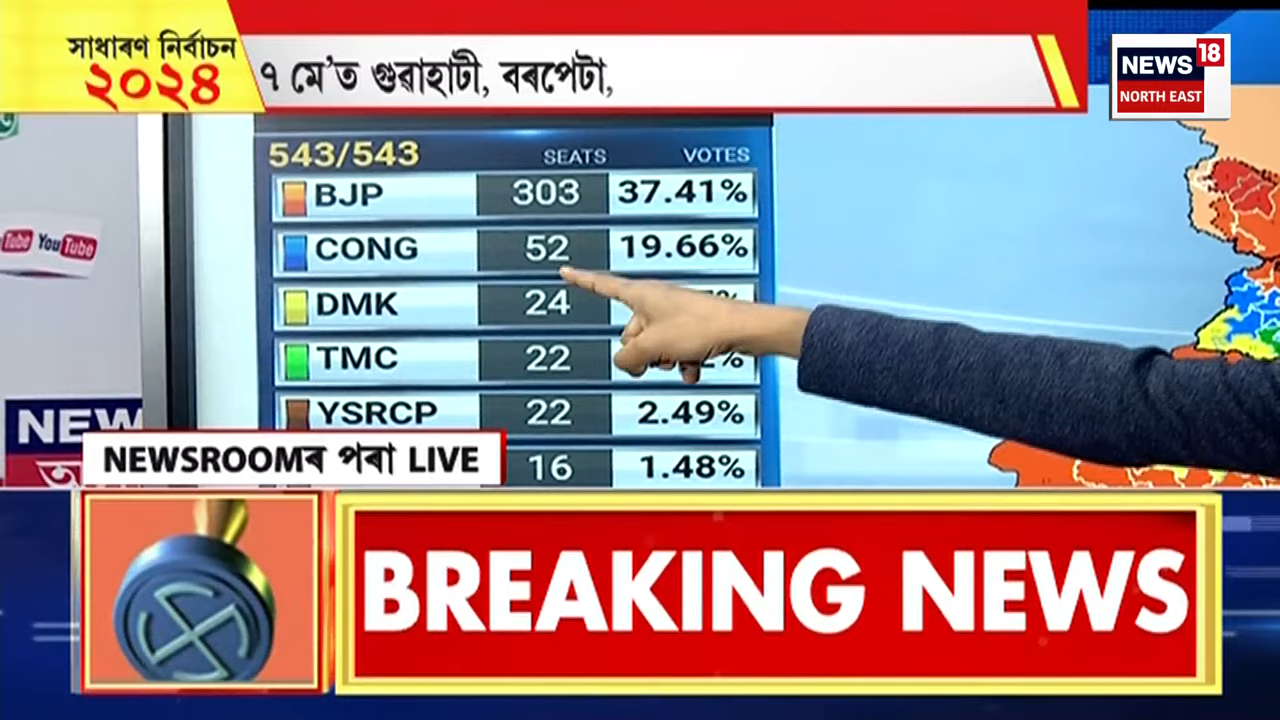 সাধাৰণ নিৰ্বাচন
২০২৪
৭ মে'ত গুৱাহাটী, বৰপেটা,
NEWS 18
NORTH EAST
543/543 SEATS VOTES
BJP 303 37.41%
CONG 52 19.66%
DMK 24
TMC 22
YSRCP 22 2.49%
16 1.48%
Tube YouTube
NEW
NEWSROOMৰ পৰা LIVE
BREAKING NEWS